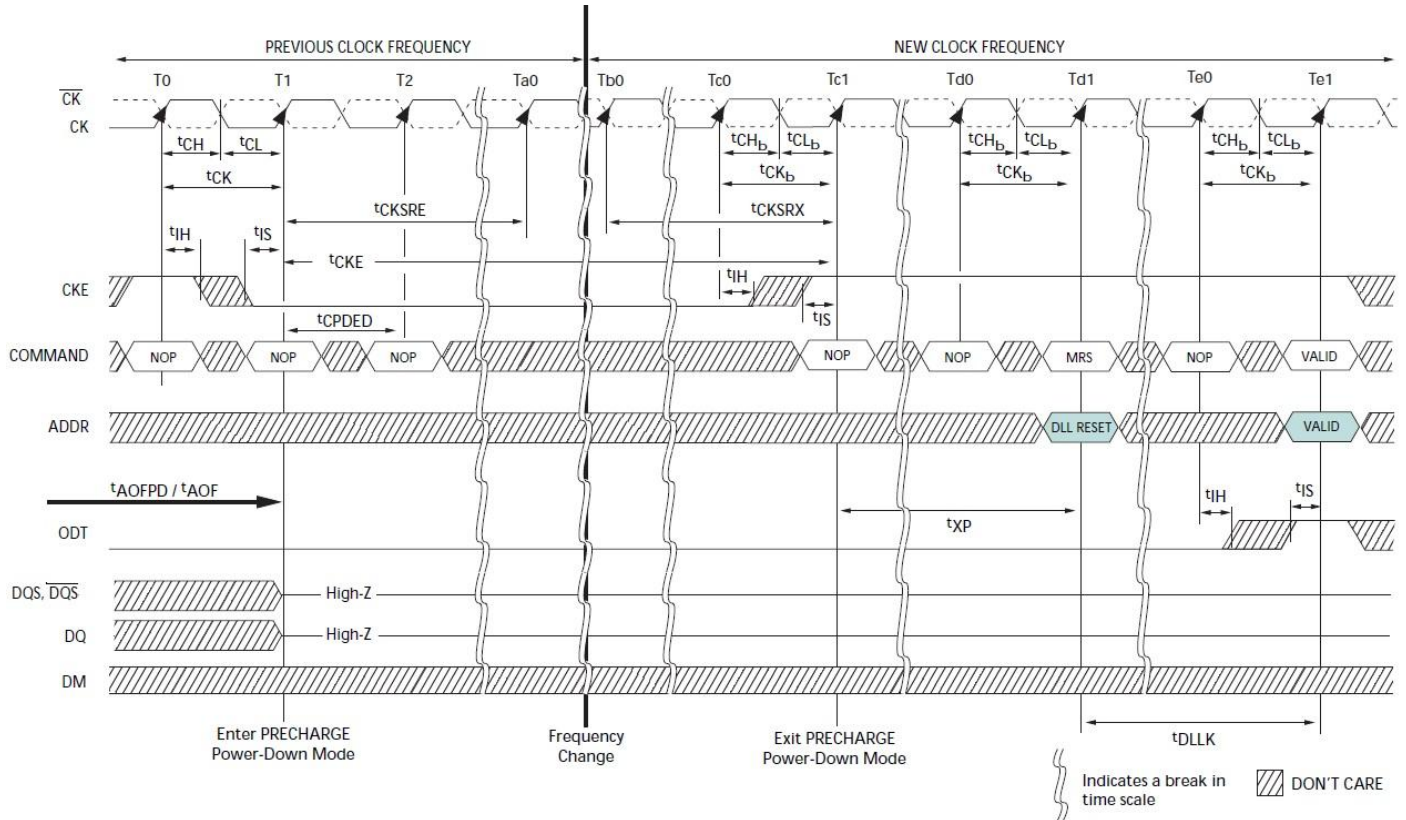 PREVIOUS CLOCK FREQUENCY
NEW CLOCK FREQUENCY
T0 T1 T2 Ta0 Tb0 Tc0 Tc1 Td0 Td1 Te0 Te1
CK
CK
tCH tCL tCHb tCLb tCHb tCLb tCHb tCLb
tCK tCKb tCKb tCKb
tCKSRE tCKSRX
tIH tIS tCKE tIH
CKE
tIS
tCPDED
COMMAND NOP NOP NOP NOP NOP MRS NOP VALID
ADDR DLL RESET VALID
tAOFPD / tAOF
tIH tIS
tXP
ODT
DQS, DQS High-Z
DQ High-Z
DM
Enter PRECHARGE
Power-Down Mode
Frequency
Change
Exit PRECHARGE
Power-Down Mode
tDLLK
Indicates a break in
time scale
DON'T CARE